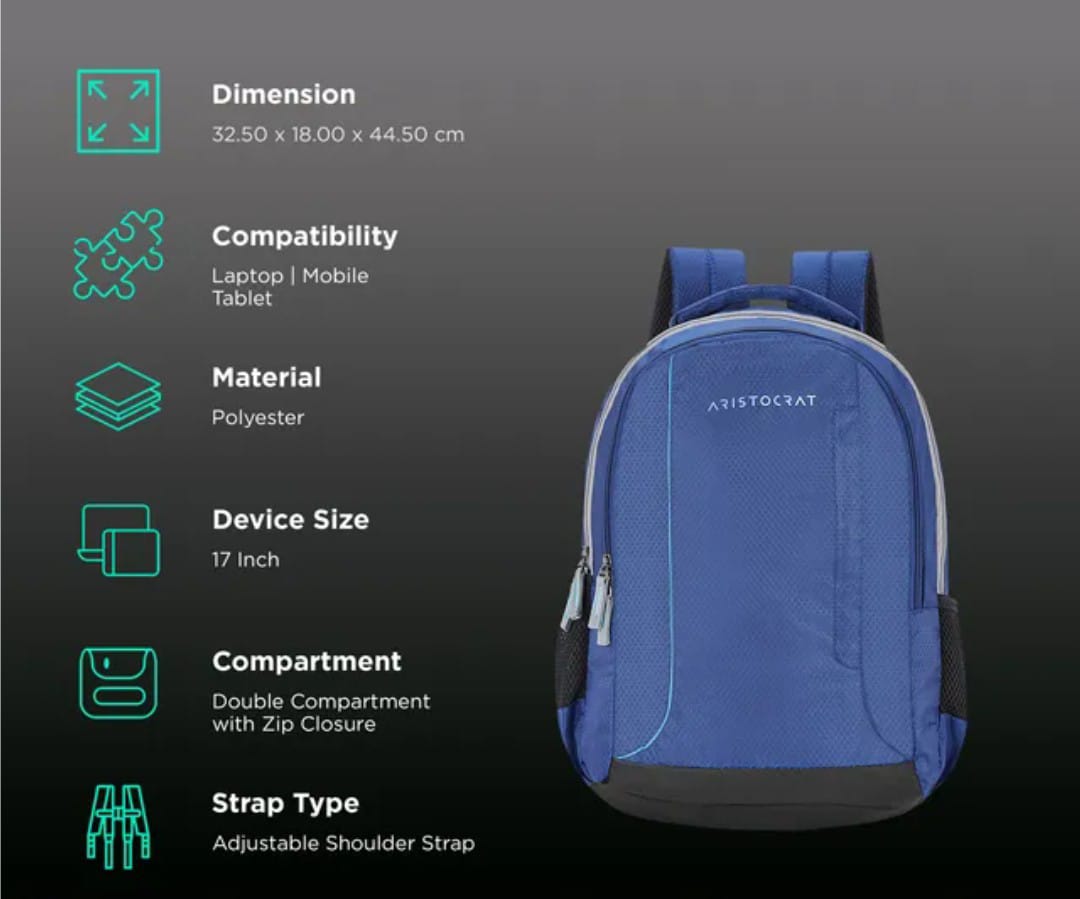 Dimension
32.50 x 18.00 x 44.50 cm
Compatibility
Laptop | Mobile
Tablet
Material
Polyester
ARISTOCRAT
Device Size
17 Inch
Compartment
Double Compartment
with Zip Closure
Strap Type
Adjustable Shoulder Strap